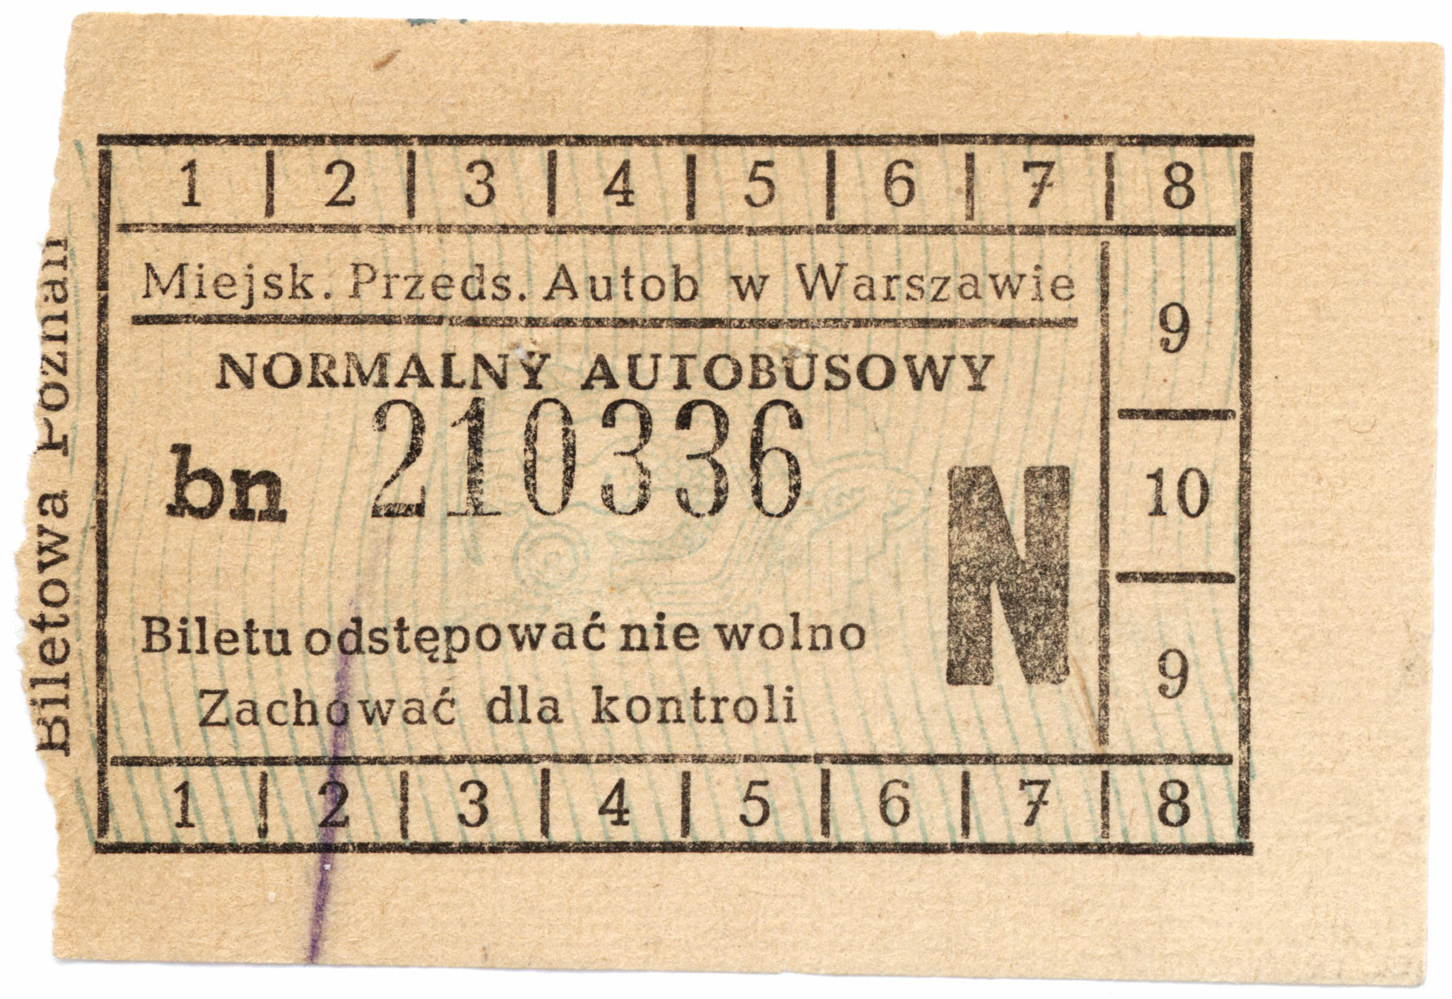 1 | 2 | 3 | 4 | 5 | 6 | 7 | 8
Miejsk. Przeds. Autob w Warszawie
NORMALNY AUTOBUSOWY
bn 210336
N
Biletu odstępować nie wolno
Zachować dla kontroli
9
10
9
1 | 2 | 3 | 4 | 5 | 6 | 7 | 8
Biletowa Poznań